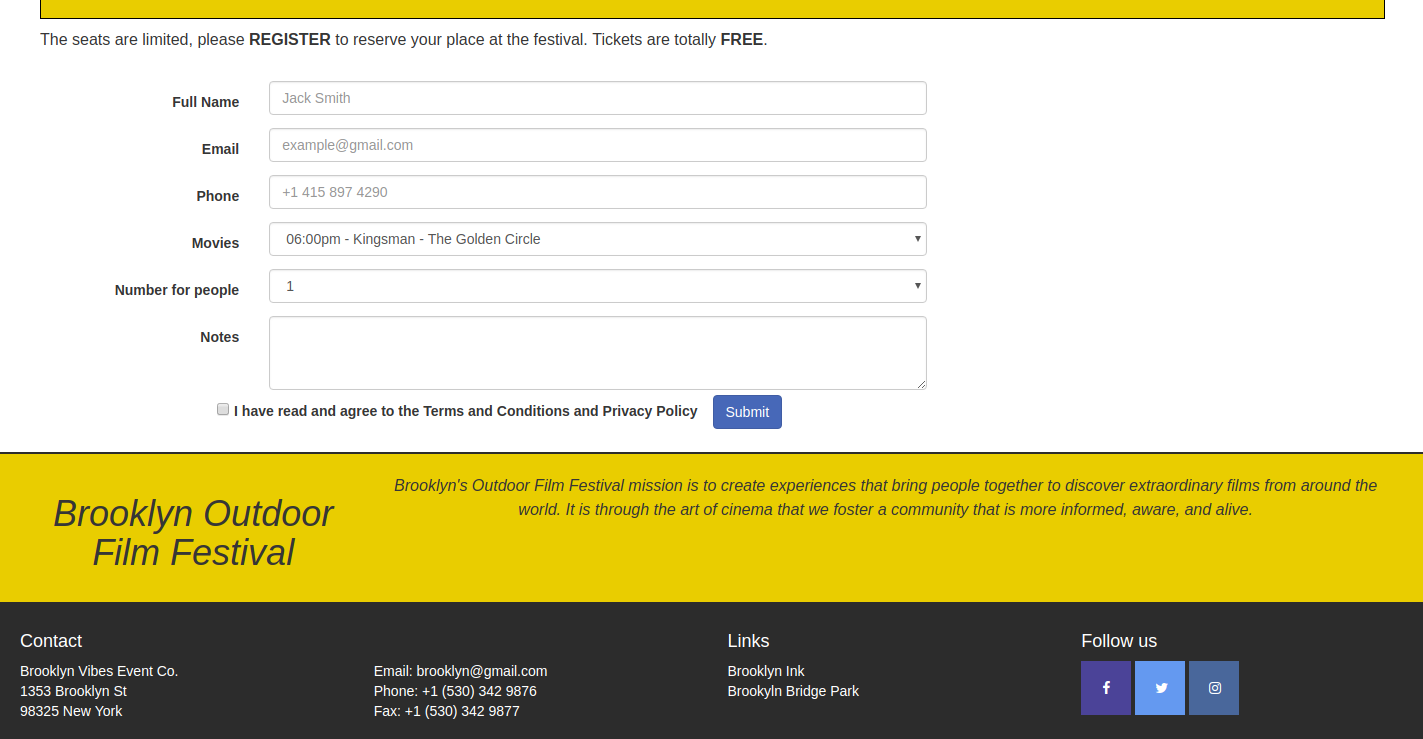 The seats are limited, please REGISTER to reserve your place at the festival. Tickets are totally FREE.
Full Name
Jack Smith
Email
example@gmail.com
Phone
+1 415 897 4290
Movies
06:00pm - Kingsman - The Golden Circle
Number for people
1
Notes
I have read and agree to the Terms and Conditions and Privacy Policy
Submit
Brooklyn Outdoor
Film Festival
Brooklyn's Outdoor Film Festival mission is to create experiences that bring people together to discover extraordinary films from around the
world. It is through the art of cinema that we foster a community that is more informed, aware, and alive.
Contact
Brooklyn Vibes Event Co.
1353 Brooklyn St
98325 New York
Email: brooklyn@gmail.com
Phone: +1 (530) 342 9876
Fax: +1 (530) 342 9877
Links
Brooklyn Ink
Brookyln Bridge Park
Follow us